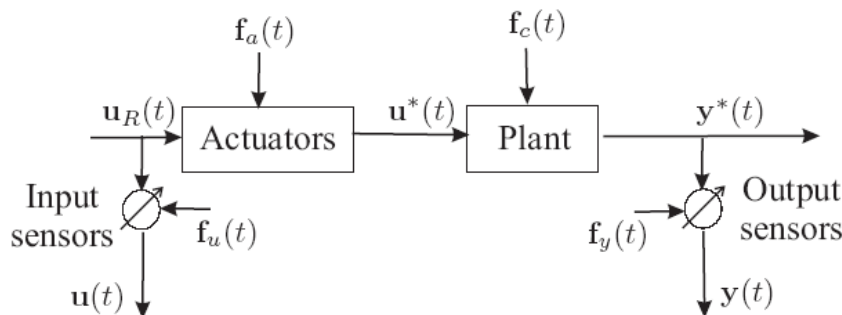 f_a(t)
f_c(t)
u_R(t)
Actuators
u*(t)
Plant
y*(t)
Input
sensors
f_u(t)
f_y(t)
Output
sensors
u(t)
y(t)